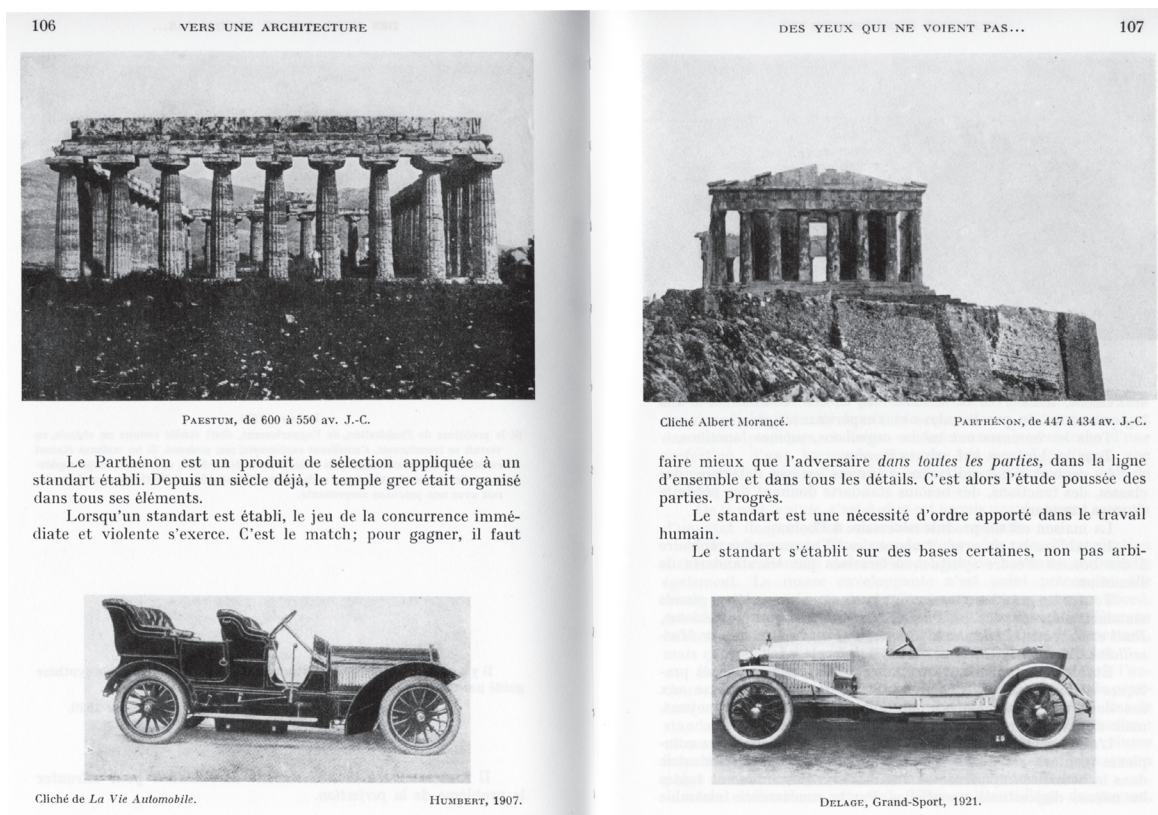 106
VERS UNE ARCHITECTURE
PAESTUM, de 600 à 550 av. J.-C.
Le Parthénon est un produit de sélection appliquée à un
standart établi. Depuis un siècle déjà, le temple grec était organisé
dans tous ses éléments.
Lorsqu'un standart est établi, le jeu de la concurrence immé-
diate et violente s'exerce. C'est le match; pour gagner, il faut
Cliché de La Vie Automobile.
HUMBERT, 1907.
DES YEUX QUI NE VOIENT PAS...
107
Cliché Albert Morancé.
PARTHÉNON, de 447 à 434 av. J.-C.
faire mieux que l'adversaire dans toutes les parties, dans la ligne
d'ensemble et dans tous les détails. C'est alors l'étude poussée des
parties. Progrès.
Le standart est une nécessité d'ordre apporté dans le travail
humain.
Le standart s'établit sur des bases certaines, non pas arbi-
DELAGE, Grand-Sport, 1921.